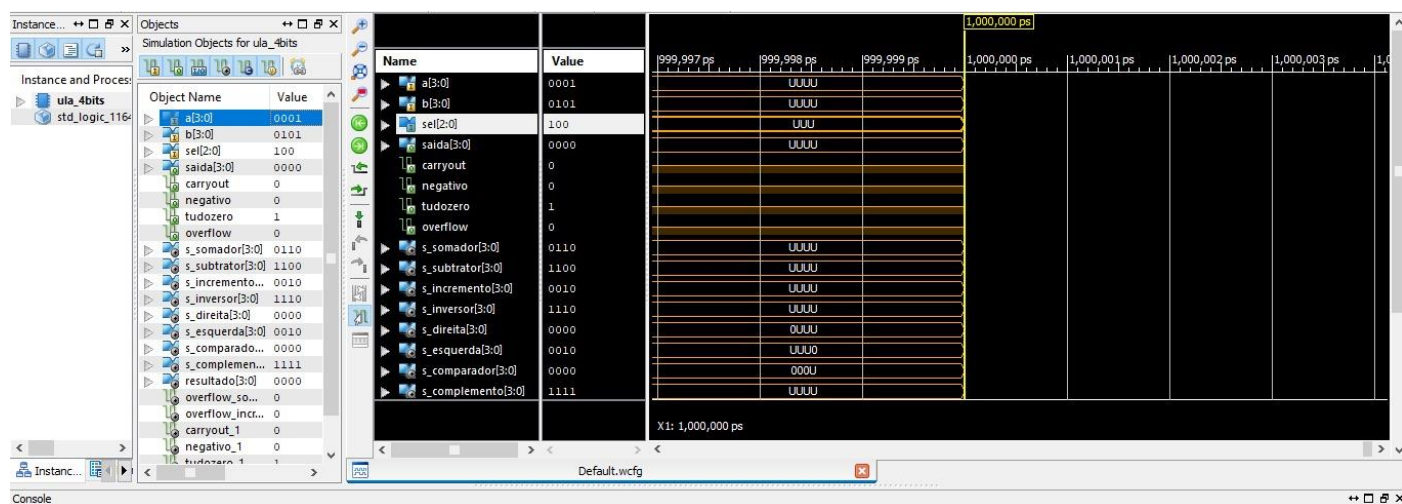 Instance...
Objects
Simulation Objects for ula_4bits
»
Instance and Proces
ula_4bits
std_logic_1164
Object Name Value
a[3:0] 0001
b[3:0] 0101
sel[2:0] 100
saida[3:0] 0000
carryout 0
negativo 0
tudozero 1
overflow 0
s_somador[3:0] 0110
s_subtrator[3:0] 1100
s_incremento... 0010
s_inversor[3:0] 1110
s_direita[3:0] 0000
s_esquerda[3:0] 0010
s_comparado... 0000
s_complemen... 1111
resultado[3:0] 0000
overflow_so... 0
overflow_incr... 0
carryout_1 0
negativo_1 0
tudozero_1 1
Instanc...
1,000,000 ps
Name Value 999,997 ps 999,998 ps 999,999 ps 1,000,000 ps 1,000,001 ps 1,000,002 ps 1,000,003 ps
a[3:0] 0001 UUUU
b[3:0] 0101 UUUU
sel[2:0] 100 UUU
saida[3:0] 0000 UUUU
carryout 0
negativo 0
tudozero 1
overflow 0
s_somador[3:0] 0110 UUUU
s_subtrator[3:0] 1100 UUUU
s_incremento[3:0] 0010 UUUU
s_inversor[3:0] 1110 UUUU
s_direita[3:0] 0000 0UUU
s_esquerda[3:0] 0010 UUU0
s_comparador[3:0] 0000 000U
s_complemento[3:0] 1111 UUUU
X1: 1,000,000 ps
Default.wcfg
Console